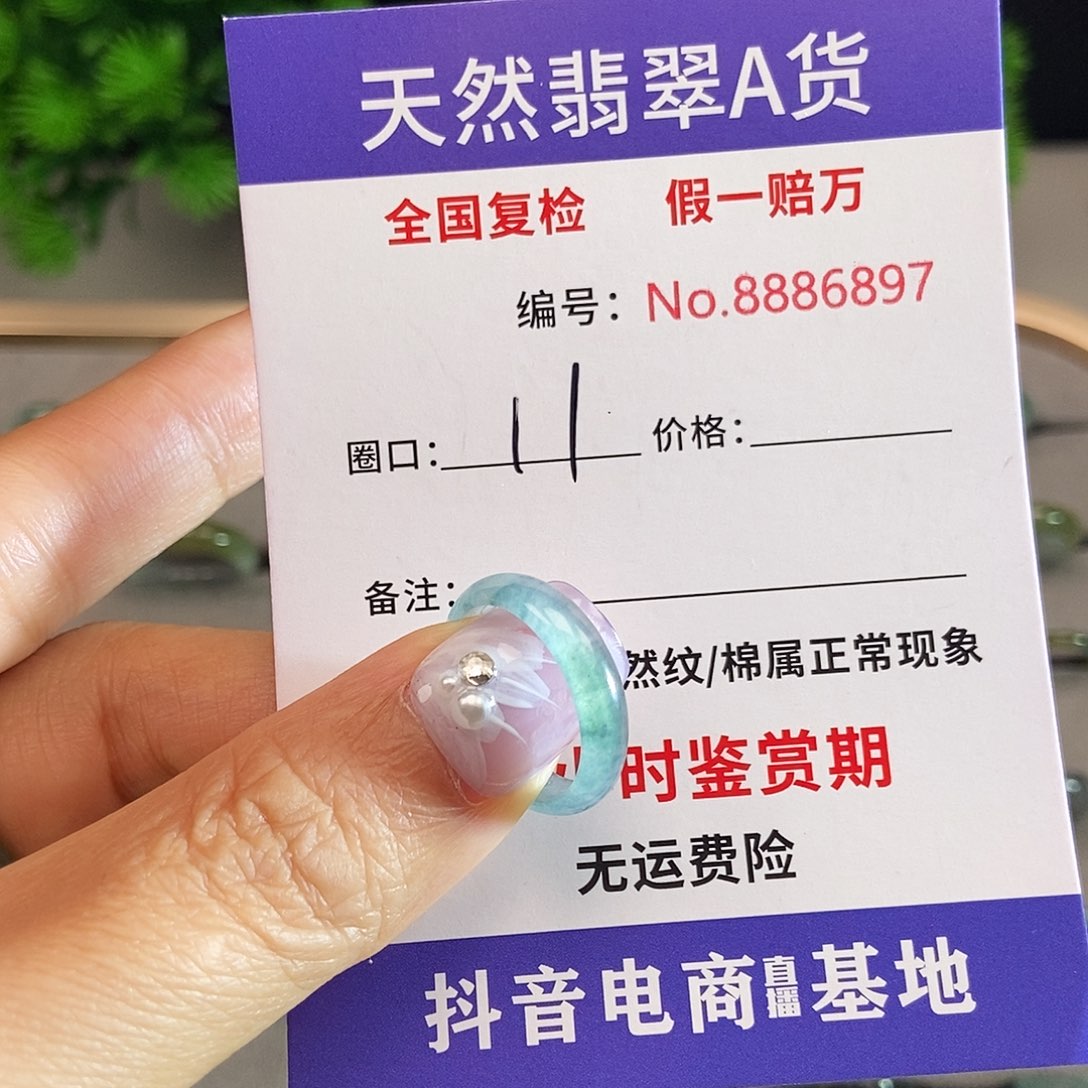 天然翡翠A货
全国复检 假一赔万
编号：No.8886897
圈口：11 价格：
备注：
然纹/棉属正常现象
时鉴赏期
无运费险
抖音电商直播基地